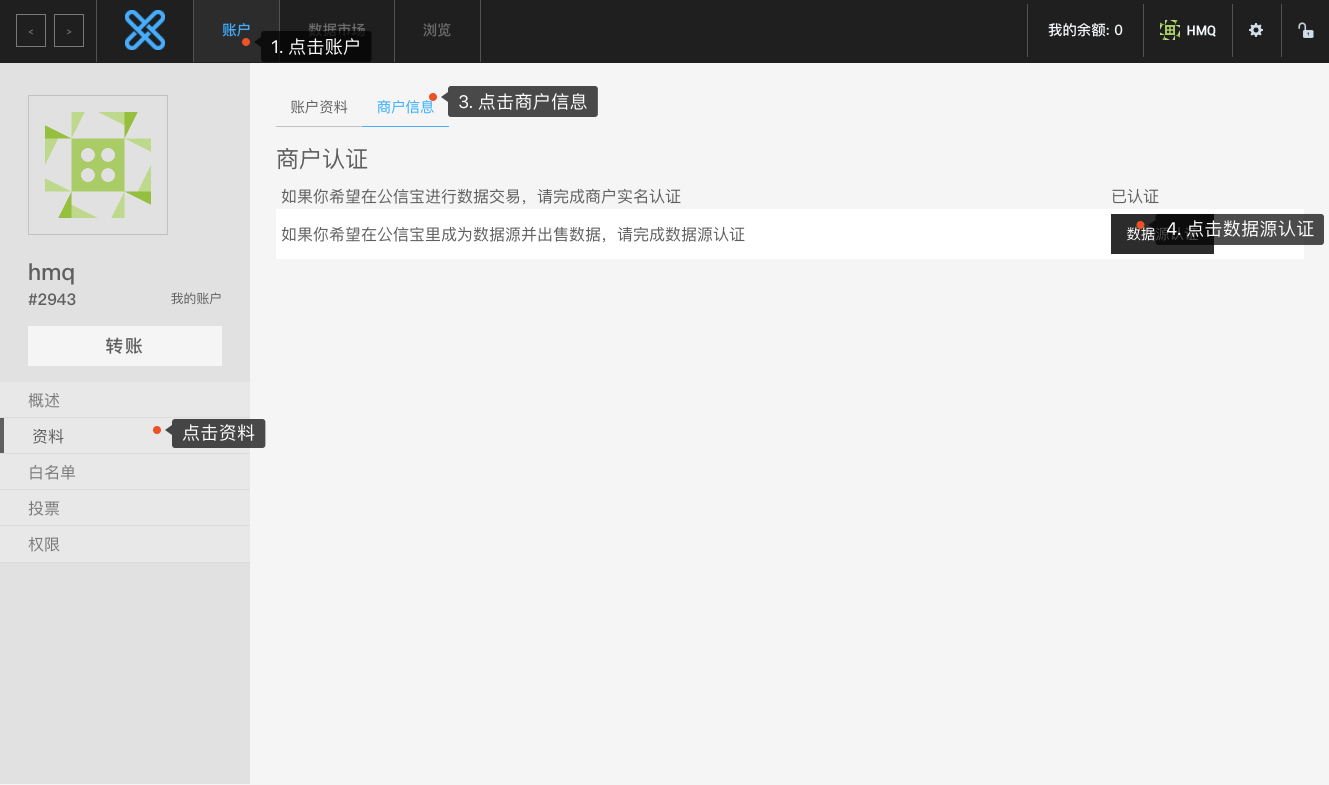 <
>
账户
数据市场
浏览
我的余额: 0
HMQ
1. 点击账户
账户资料
商户信息
3. 点击商户信息
商户认证
如果你希望在公信宝进行数据交易，请完成商户实名认证
已认证
如果你希望在公信宝里成为数据源并出售数据，请完成数据源认证
数据源认证
4. 点击数据源认证
hmq
#2943
我的账户
转账
概述
资料
点击资料
白名单
投票
权限